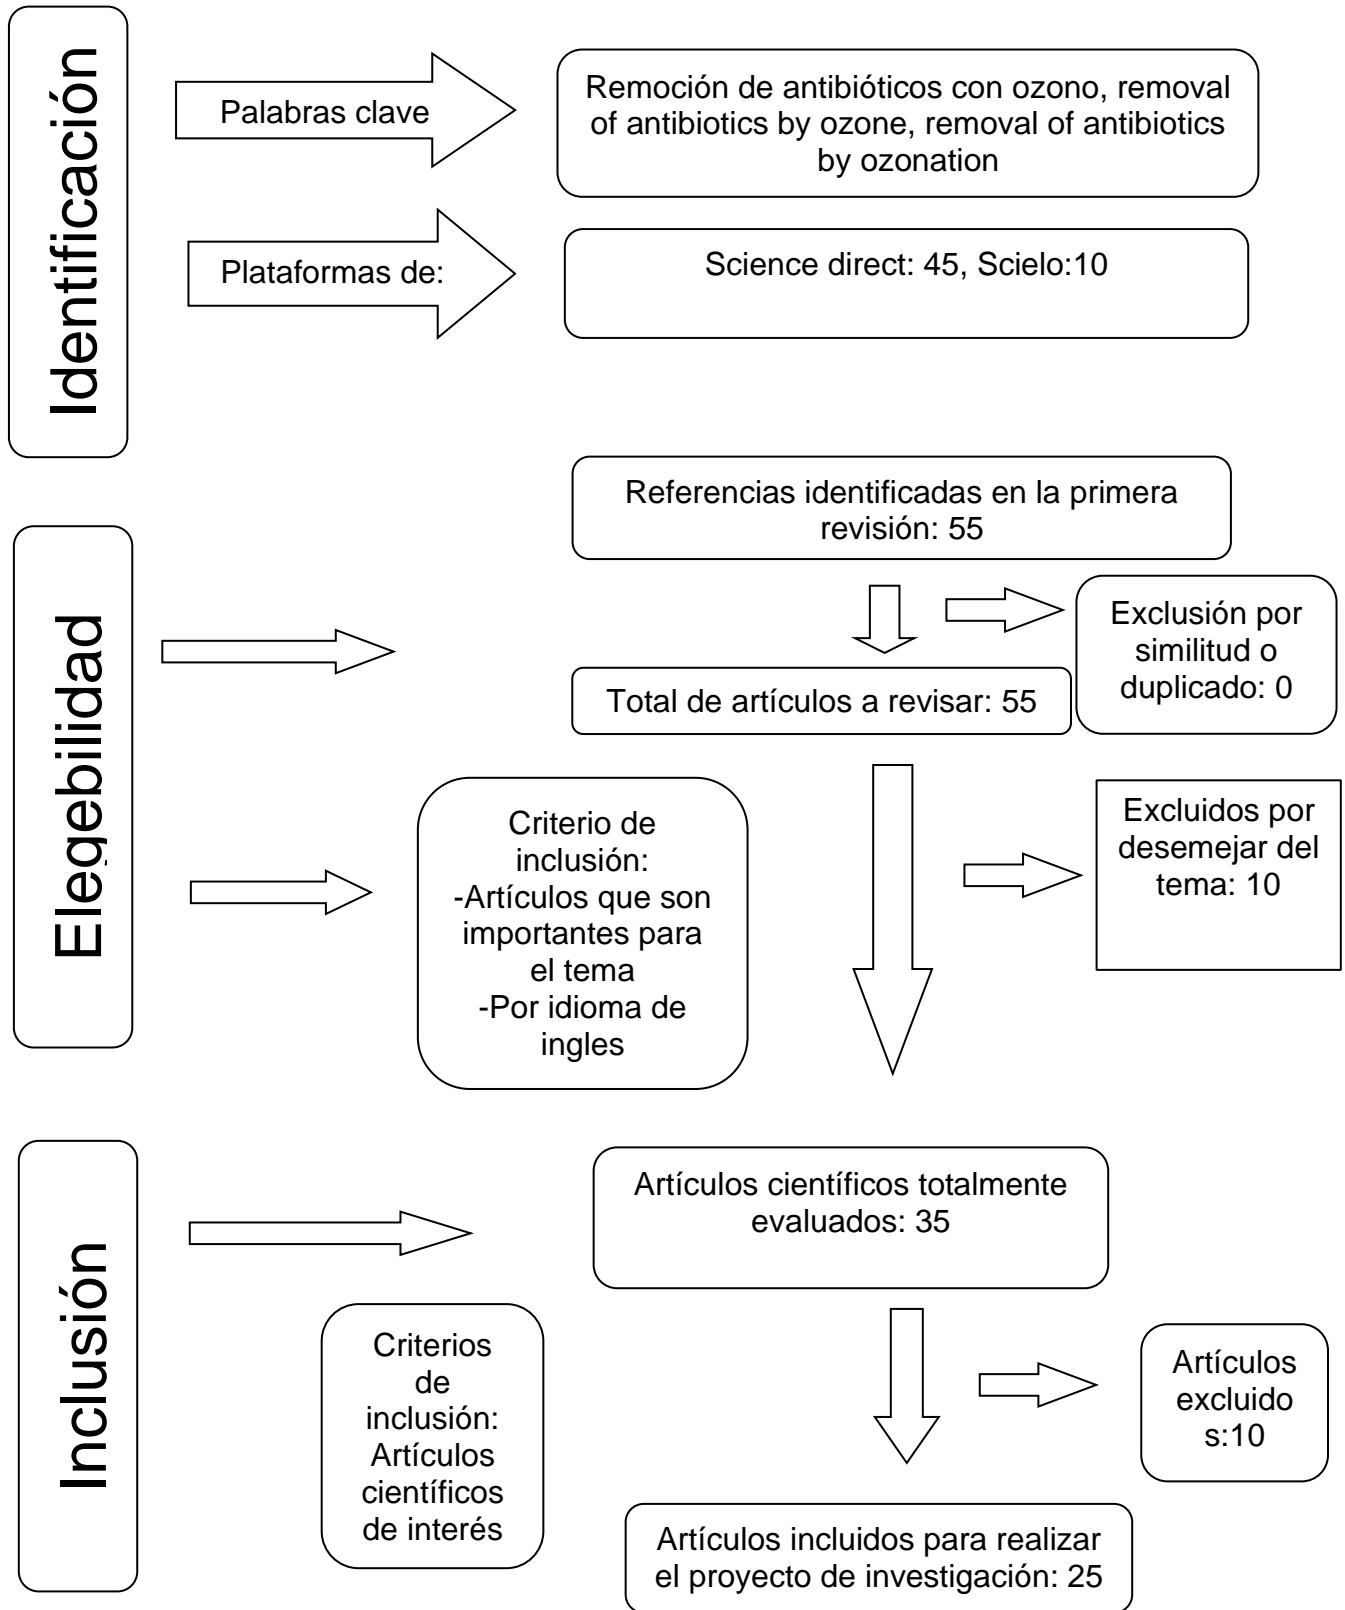 Identificación
Palabras clave
Remoción de antibióticos con ozono, removal
of antibiotics by ozone, removal of antibiotics
by ozonation
Plataformas de:
Science direct: 45, Scielo:10
Elegebilidad
Referencias identificadas en la primera
revisión: 55
Exclusión por
similitud o
duplicado: 0
Total de artículos a revisar: 55
Criterio de
inclusión:
-Artículos que son
importantes para
el tema
-Por idioma de
ingles
Excluidos por
desemejar del
tema: 10
Inclusión
Artículos científicos totalmente
evaluados: 35
Criterios
de
inclusión:
Artículos
científicos
de interés
Artículos
excluido
s:10
Artículos incluidos para realizar
el proyecto de investigación: 25